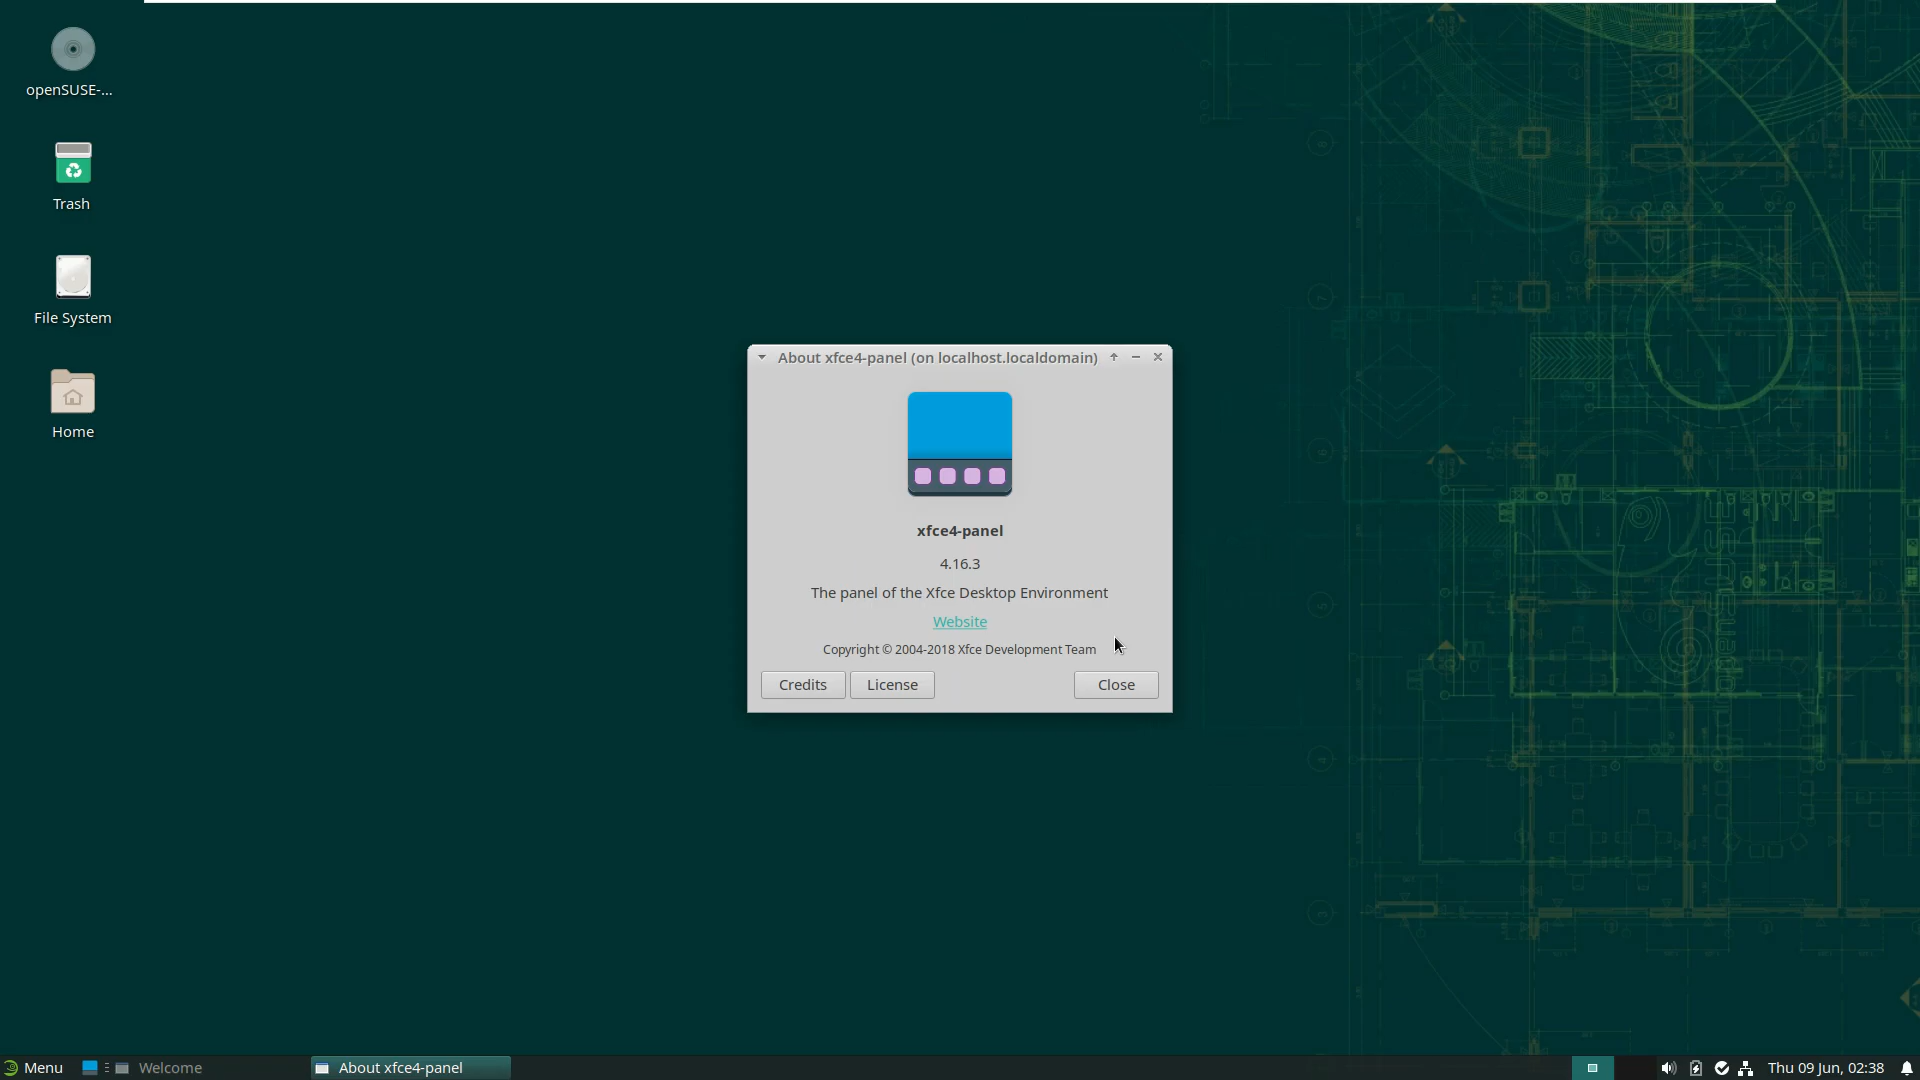 openSUSE-...
Trash
File System
Home
About xfce4-panel (on localhost.localdomain)
xfce4-panel
4.16.3
The panel of the Xfce Desktop Environment
Website
Copyright © 2004-2018 Xfce Development Team
Credits
License
Close
Menu
Welcome
About xfce4-panel
Thu 09 Jun, 02:38